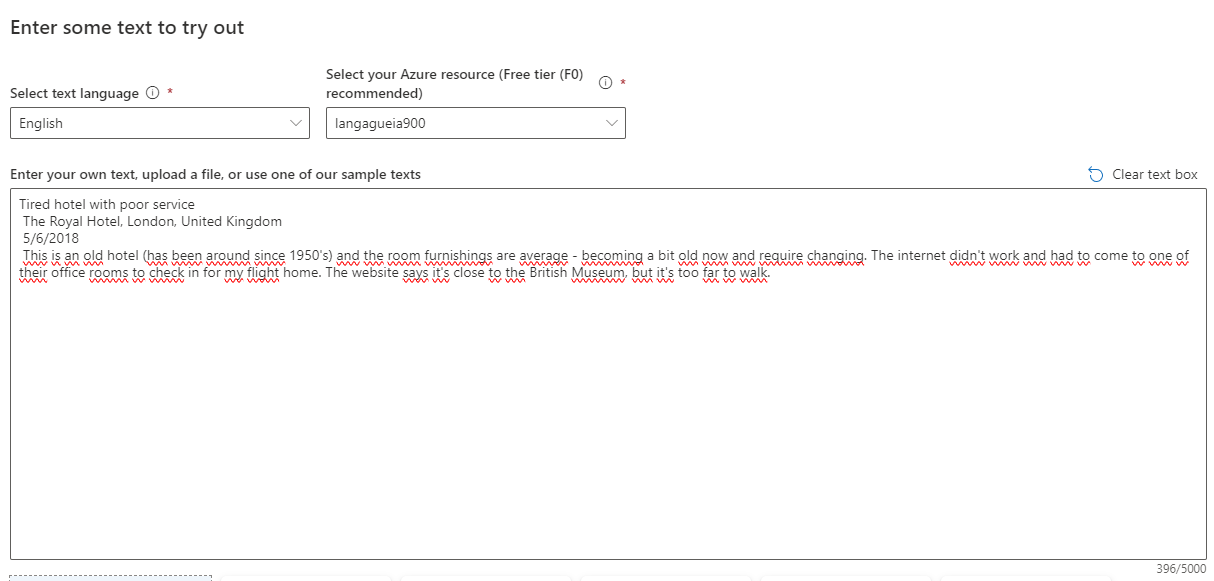 Enter some text to try out
Select your Azure resource (Free tier (F0)
recommended) *
Select text language *
English
langagueia900
Enter your own text, upload a file, or use one of our sample texts
Clear text box
Tired hotel with poor service
The Royal Hotel, London, United Kingdom
5/6/2018
This is an old hotel (has been around since 1950's) and the room furnishings are average - becoming a bit old now and require changing. The internet didn't work and had to come to one of
their office rooms to check in for my flight home. The website says it's close to the British Museum, but it's too far to walk.
396/5000